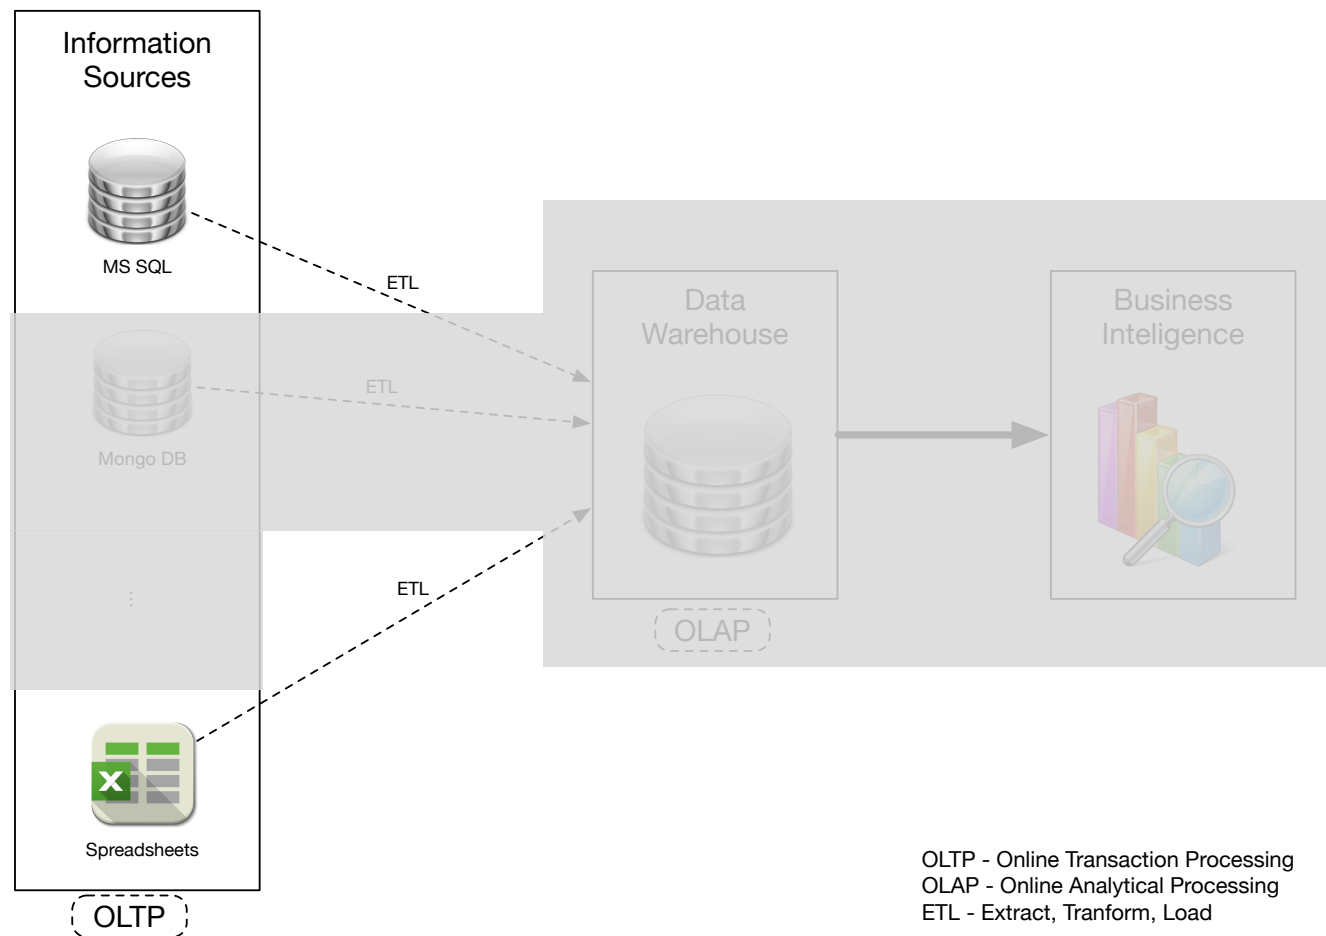 Information
Sources
MS SQL
ETL
Data
Warehouse
Business
Inteligence
ETL
Mongo DB
⋮
ETL
OLAP
X
Spreadsheets
OLTP
OLTP - Online Transaction Processing
OLAP - Online Analytical Processing
ETL - Extract, Tranform, Load